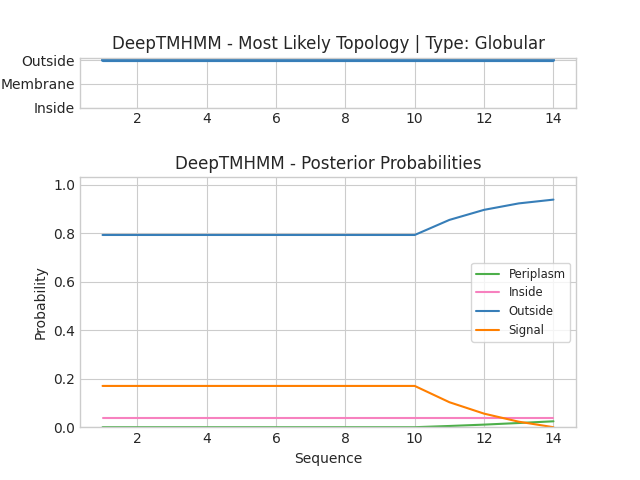 DeepTMHMM - Most Likely Topology | Type: Globular
Outside
Membrane
Inside
2 4 6 8 10 12 14
DeepTMHMM - Posterior Probabilities
1.0
0.8
0.6
0.4
0.2
0.0
Probability
Periplasm
Inside
Outside
Signal
2 4 6 8 10 12 14
Sequence